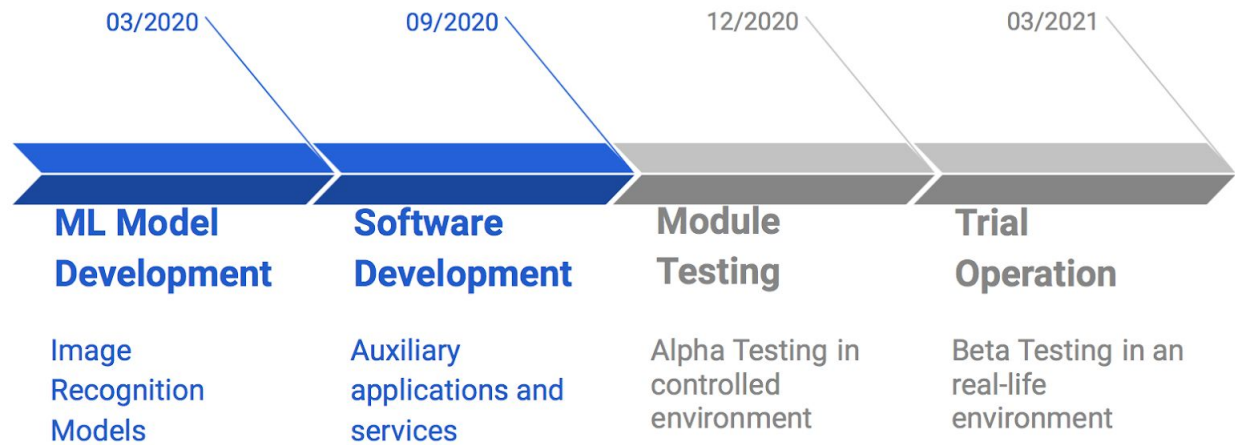 03/2020
09/2020
12/2020
03/2021
ML Model
Development
Software
Development
Module
Testing
Trial
Operation
Image
Recognition
Models
Auxiliary
applications and
services
Alpha Testing in
controlled
environment
Beta Testing in an
real-life
environment